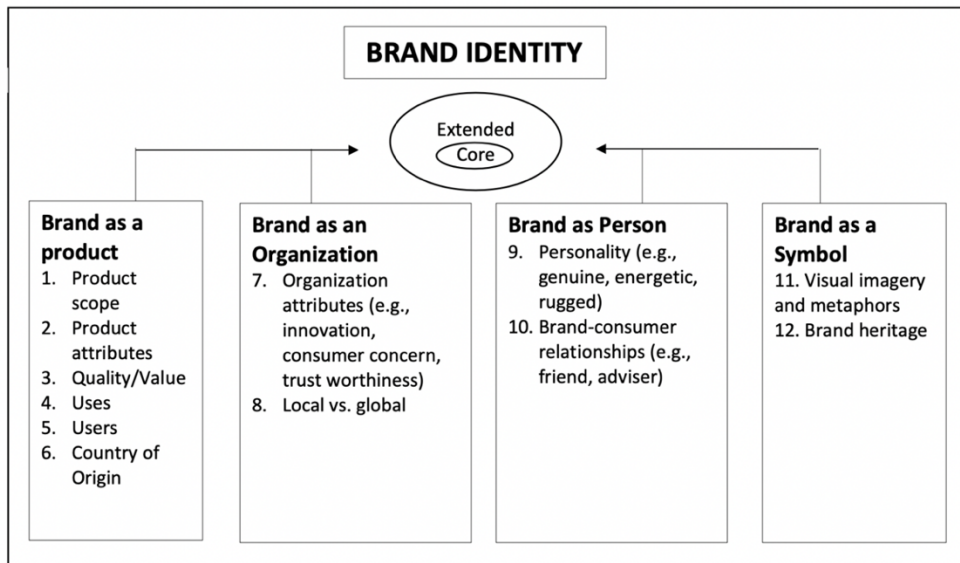 BRAND IDENTITY
Extended
Core
Brand as a
product
1. Product
scope
2. Product
attributes
3. Quality/Value
4. Uses
5. Users
6. Country of
Origin
Brand as an
Organization
7. Organization
attributes (e.g.,
innovation,
consumer concern,
trust worthiness)
8. Local vs. global
Brand as Person
9. Personality (e.g.,
genuine, energetic,
rugged)
10. Brand-consumer
relationships (e.g.,
friend, adviser)
Brand as a
Symbol
11. Visual imagery
and metaphors
12. Brand heritage